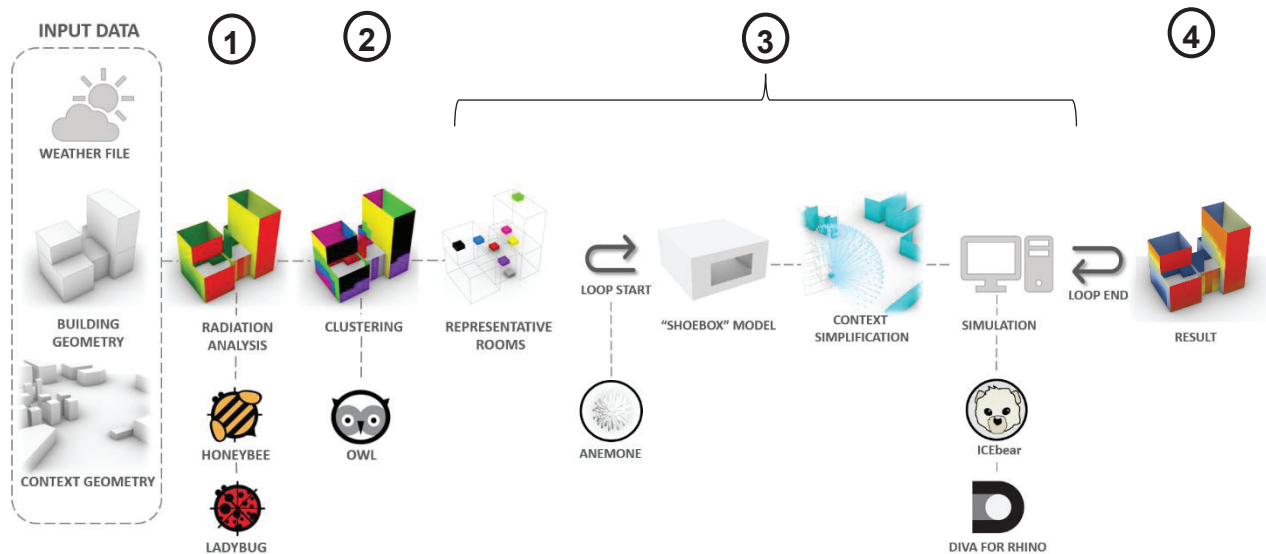 INPUT DATA
1
2
3
4
WEATHER FILE
BUILDING
GEOMETRY
CONTEXT GEOMETRY
RADIATION
ANALYSIS
HONEYBEE
LADYBUG
CLUSTERING
OWL
REPRESENTATIVE
ROOMS
LOOP START
ANEMONE
“SHOEBOX” MODEL
CONTEXT
SIMPLIFICATION
SIMULATION
ICEbear
DIVA FOR RHINO
LOOP END
RESULT